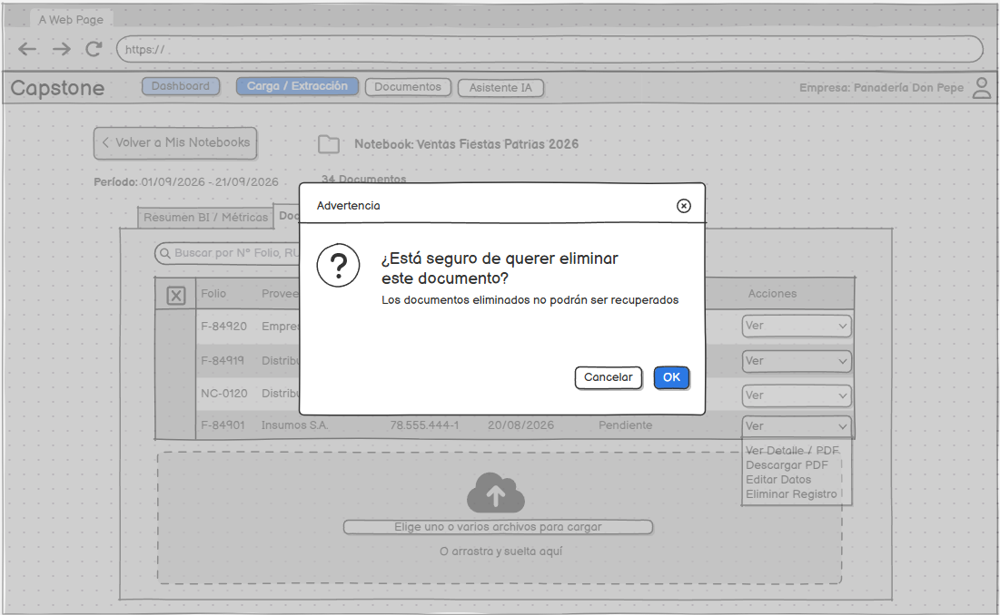 A Web Page
https://
Capstone
Dashboard
Carga / Extracción
Documentos
Asistente IA
Empresa: Panadería Don Pepe
Volver a Mis Notebooks
Notebook: Ventas Fiestas Patrias 2026
Período: 01/09/2026 - 21/09/2026
34 Documentos
Resumen BI / Métricas
Doc
Buscar por N° Folio, RU
Folio
Provee
Acciones
F-84920
Empre
Ver
F-84919
Distribu
Ver
NC-0120
Distribu
Ver
F-84901
Insumos S.A.
78.555.444-1
20/08/2026
Pendiente
Ver
Ver Detalle / PDF
Descargar PDF
Editar Datos
Eliminar Registro
Advertencia
?
¿Está seguro de querer eliminar
este documento?
Los documentos eliminados no podrán ser recuperados
Cancelar
OK
Elige uno o varios archivos para cargar
O arrastra y suelta aquí